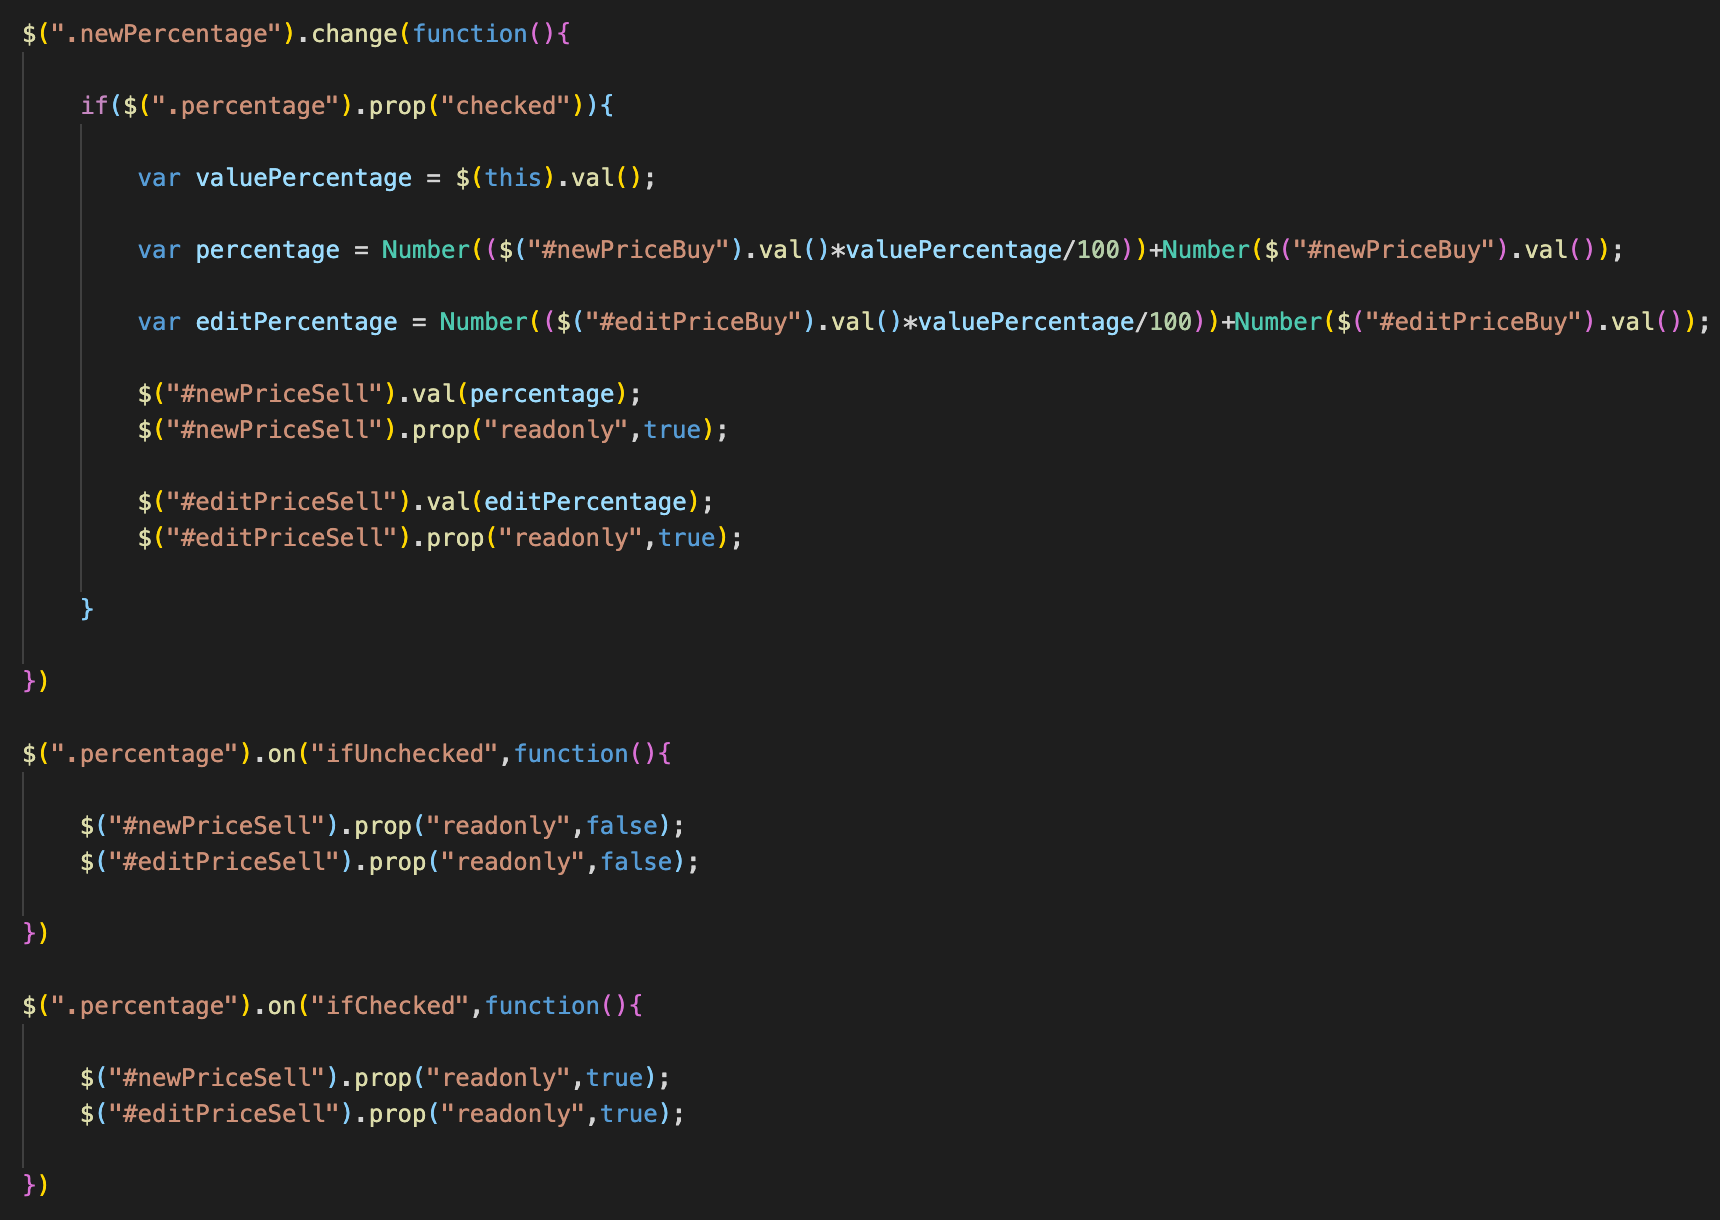 $(".newPercentage").change(function(){
if($(".percentage").prop("checked")){
var valuePercentage = $(this).val();
var percentage = Number(($("#newPriceBuy").val()*valuePercentage/100))+Number($("#newPriceBuy").val());
var editPercentage = Number(($("#editPriceBuy").val()*valuePercentage/100))+Number($("#editPriceBuy").val());
$("#newPriceSell").val(percentage);
$("#newPriceSell").prop("readonly",true);
$("#editPriceSell").val(editPercentage);
$("#editPriceSell").prop("readonly",true);
}
})
$(".percentage").on("ifUnchecked",function(){
$("#newPriceSell").prop("readonly",false);
$("#editPriceSell").prop("readonly",false);
})
$(".percentage").on("ifChecked",function(){
$("#newPriceSell").prop("readonly",true);
$("#editPriceSell").prop("readonly",true);
})